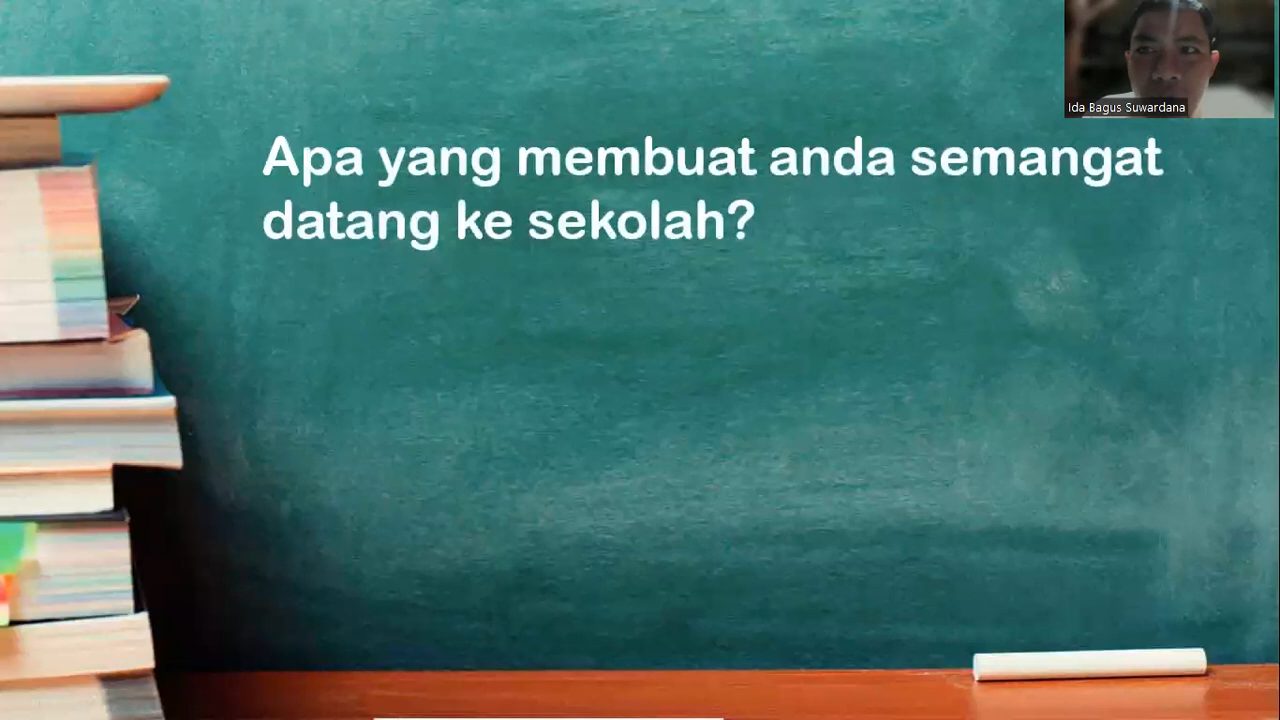 Ida Bagus Suwardana
Apa yang membuat anda semangat
datang ke sekolah?